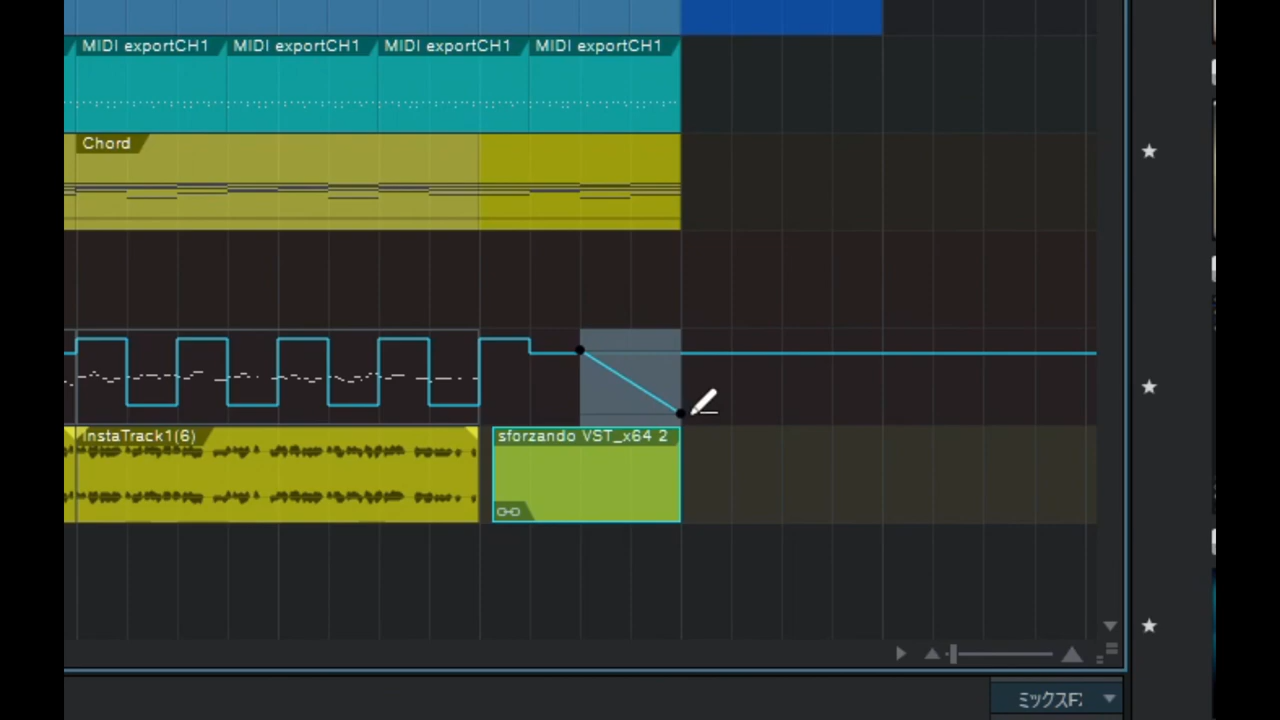 MIDI exportCH1 MIDI exportCH1 MIDI exportCH1 MIDI exportCH1
Chord
InstaTrack1(6)
sforzando VST_x64 2
ミックスFX